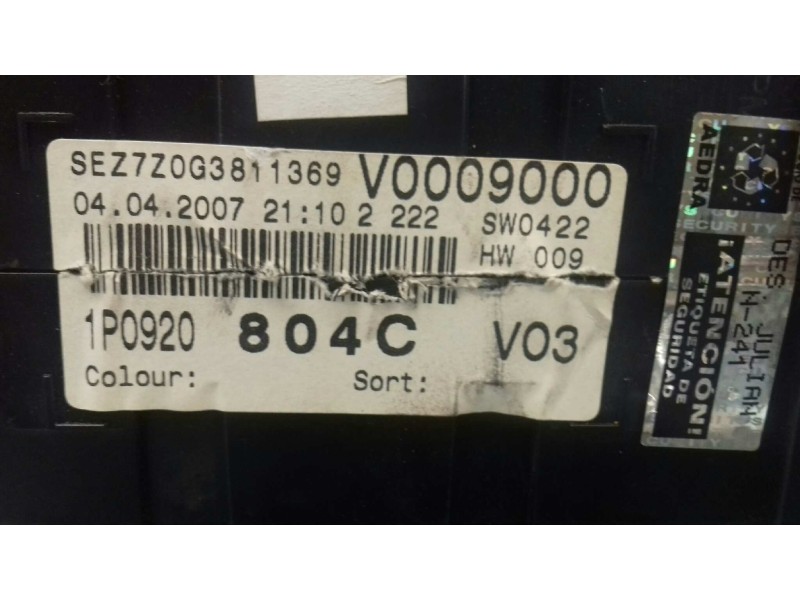 SEZ7Z0G3811369 V0009000
04.04.2007 21:10 2 222 SW0422
HW 009
1P0920 804C V03
Colour: Sort:
AEDRA
SECURITY
¡ATENCIÓN!
ETIQUETA DE
SEGURIDAD
DES. JULIAN
N-241